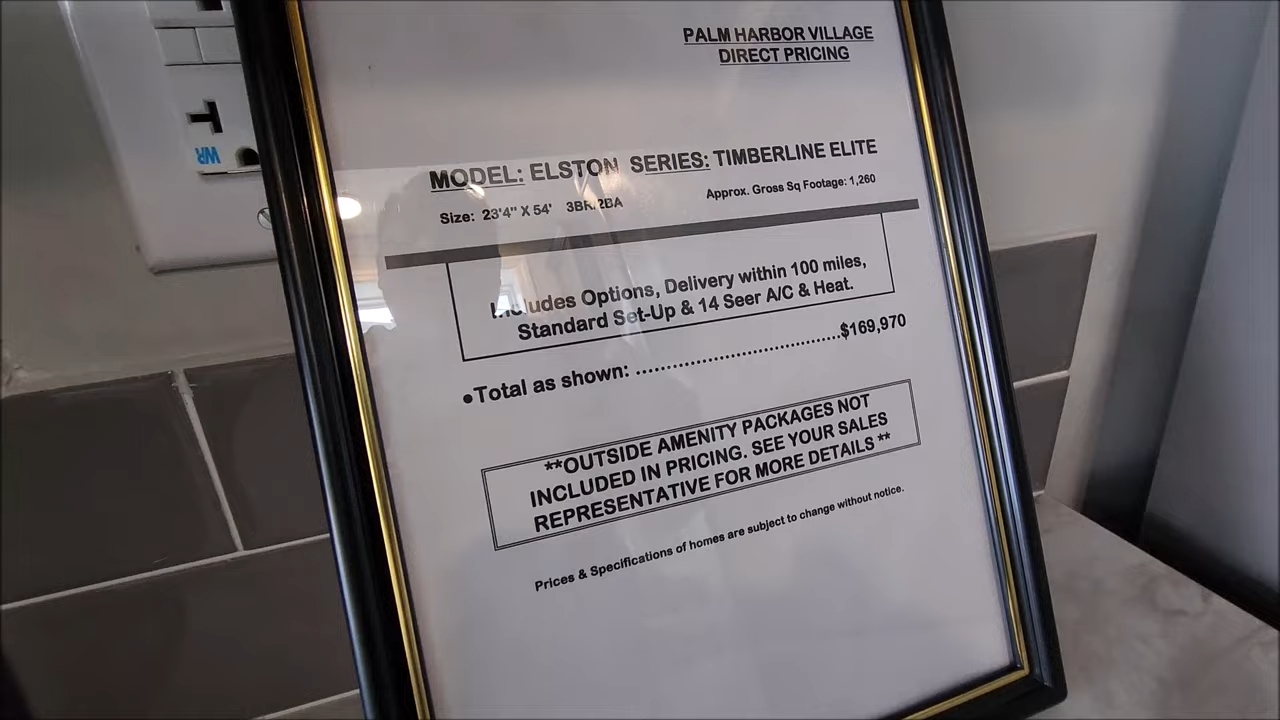 PALM HARBOR VILLAGE
DIRECT PRICING
MODEL: ELSTON SERIES: TIMBERLINE ELITE
Size: 23'4" X 54' 3BR/2BA
Approx. Gross Sq Footage: 1,260
Includes Options, Delivery within 100 miles,
Standard Set-Up & 14 Seer A/C & Heat.
•Total as shown: ........................................$169,970
**OUTSIDE AMENITY PACKAGES NOT
INCLUDED IN PRICING. SEE YOUR SALES
REPRESENTATIVE FOR MORE DETAILS **
Prices & Specifications of homes are subject to change without notice.
WR